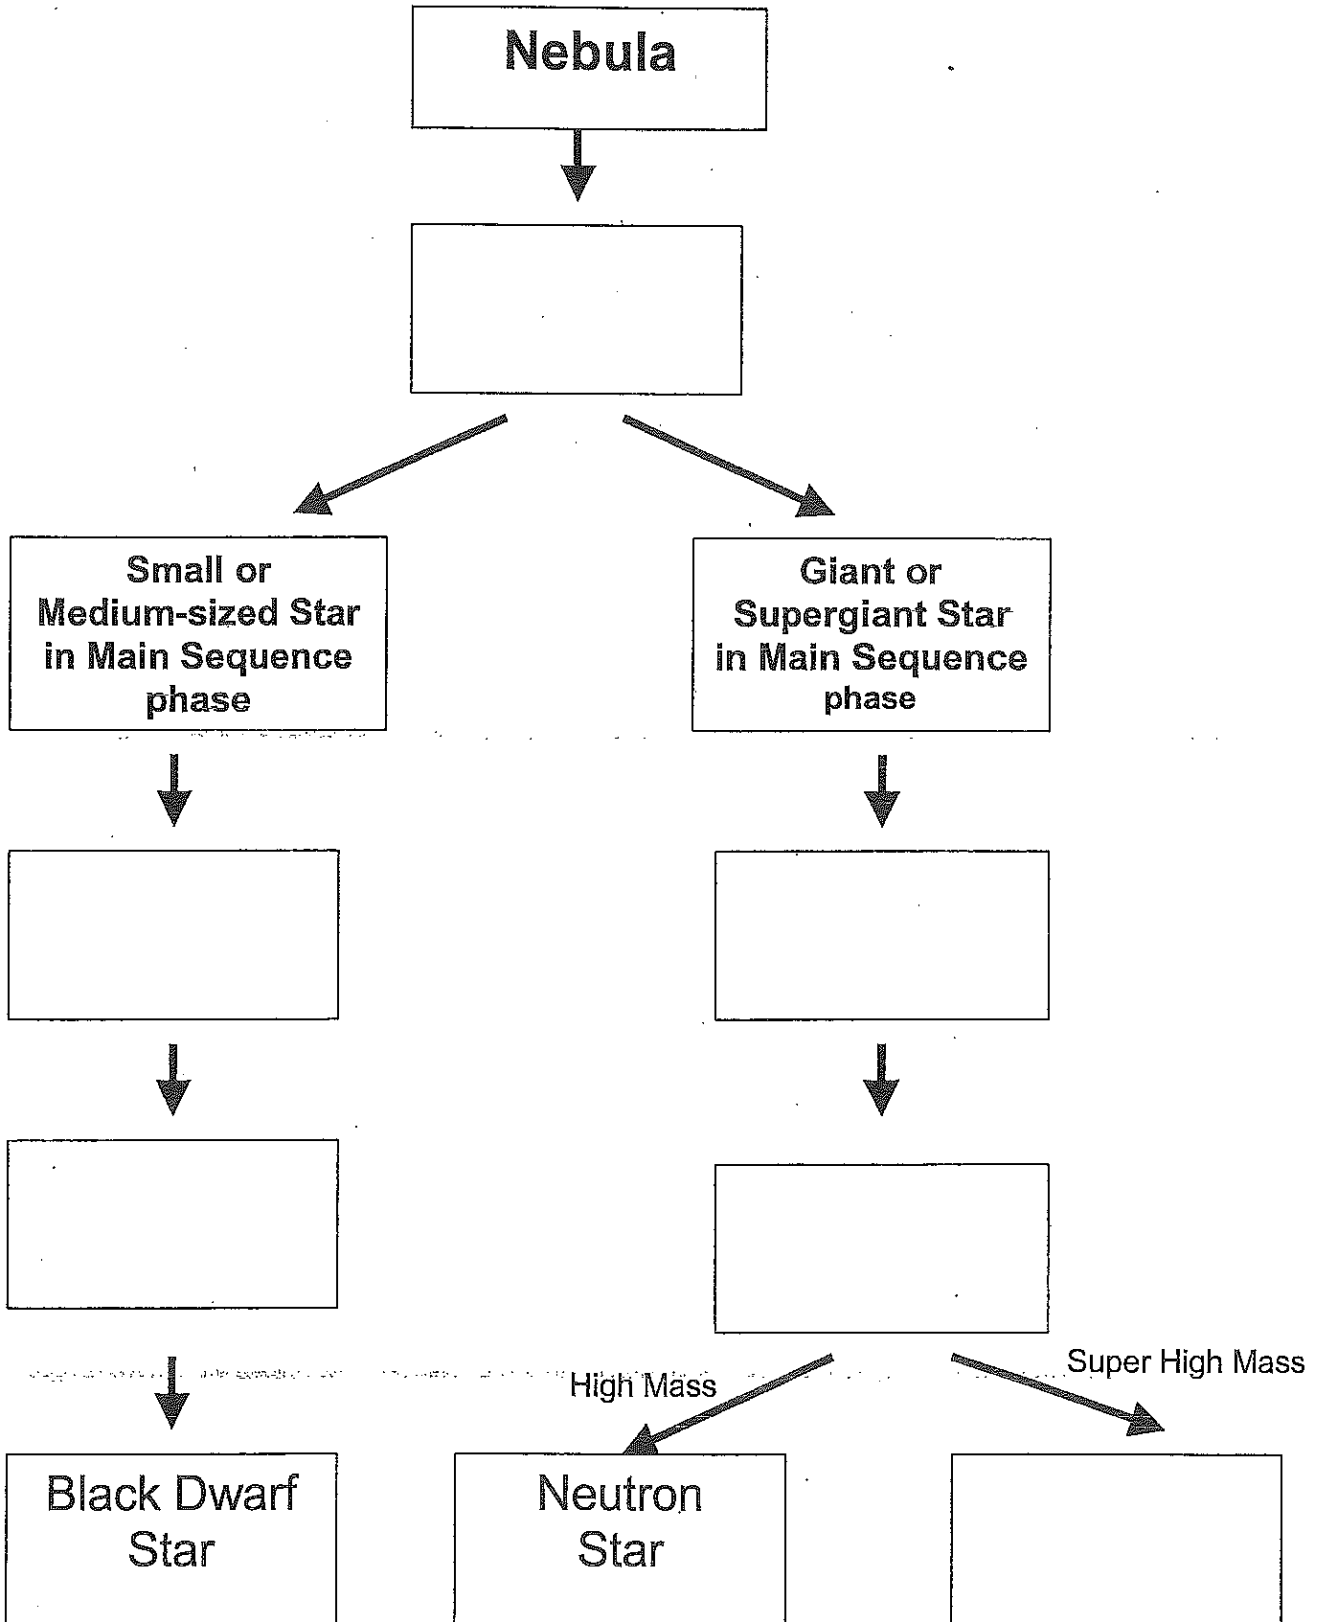 Nebula
Small or
Medium-sized Star
in Main Sequence
phase
Giant or
Supergiant Star
in Main Sequence
phase
High Mass
Super High Mass
Black Dwarf
Star
Neutron
Star